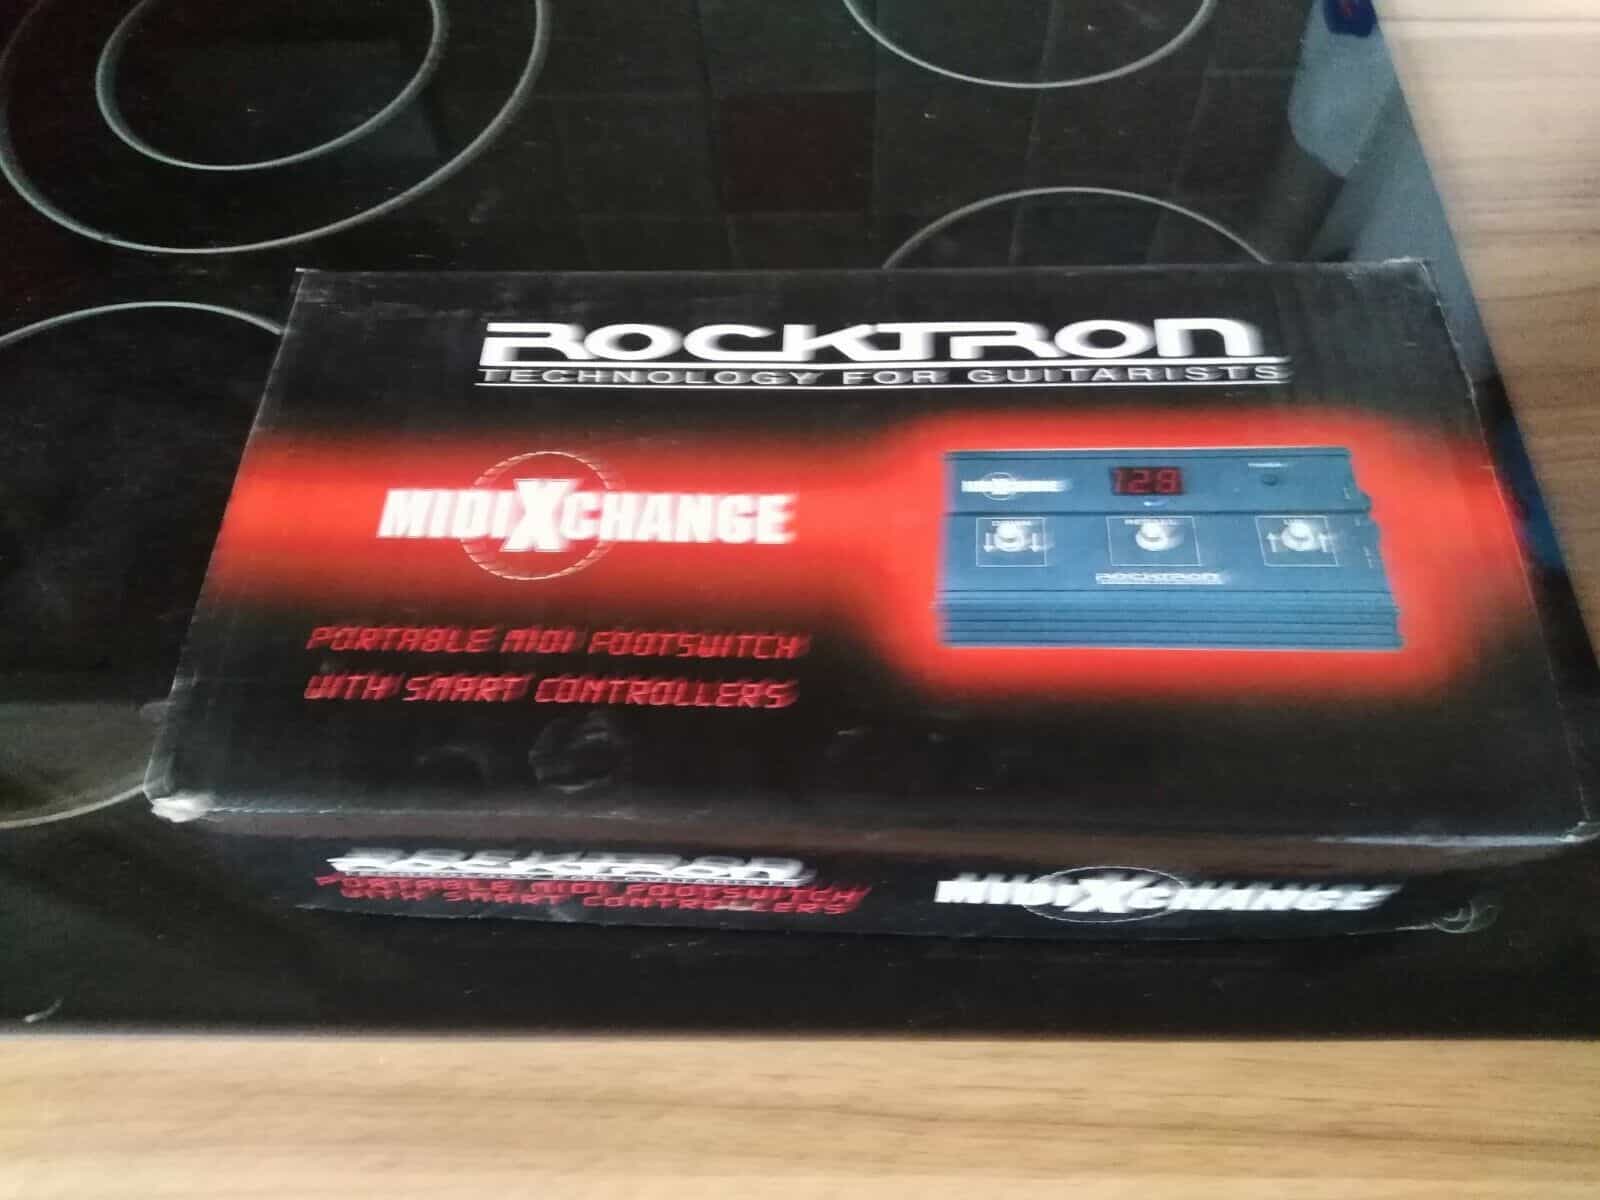 ROCKTRON
TECHNOLOGY FOR GUITARISTS
MIDIXCHANGE
PORTABLE MIDI FOOTSWITCH
WITH SMART CONTROLLERS
MIDIXCHANGE
128
ROCKTRON
ROCKTRON
PORTABLE MIDI FOOTSWITCH
WITH SMART CONTROLLERS
MIDIXCHANGE